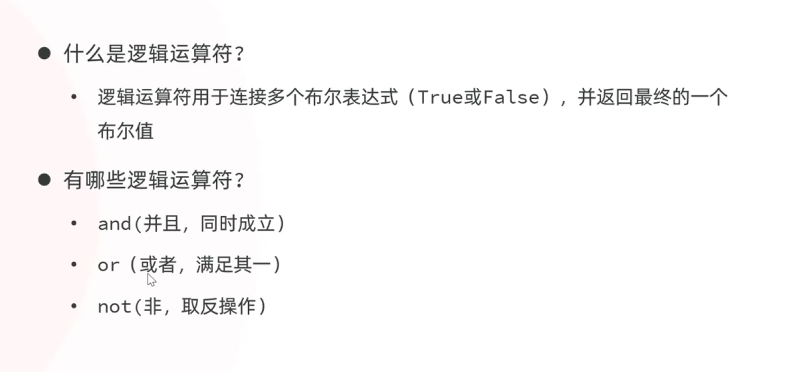 ● 什么是逻辑运算符?
• 逻辑运算符用于连接多个布尔表达式（True或False）, 并返回最终的一个
布尔值
● 有哪些逻辑运算符?
• and(并且, 同时成立)
• or（或者, 满足其一)
• not(非, 取反操作)